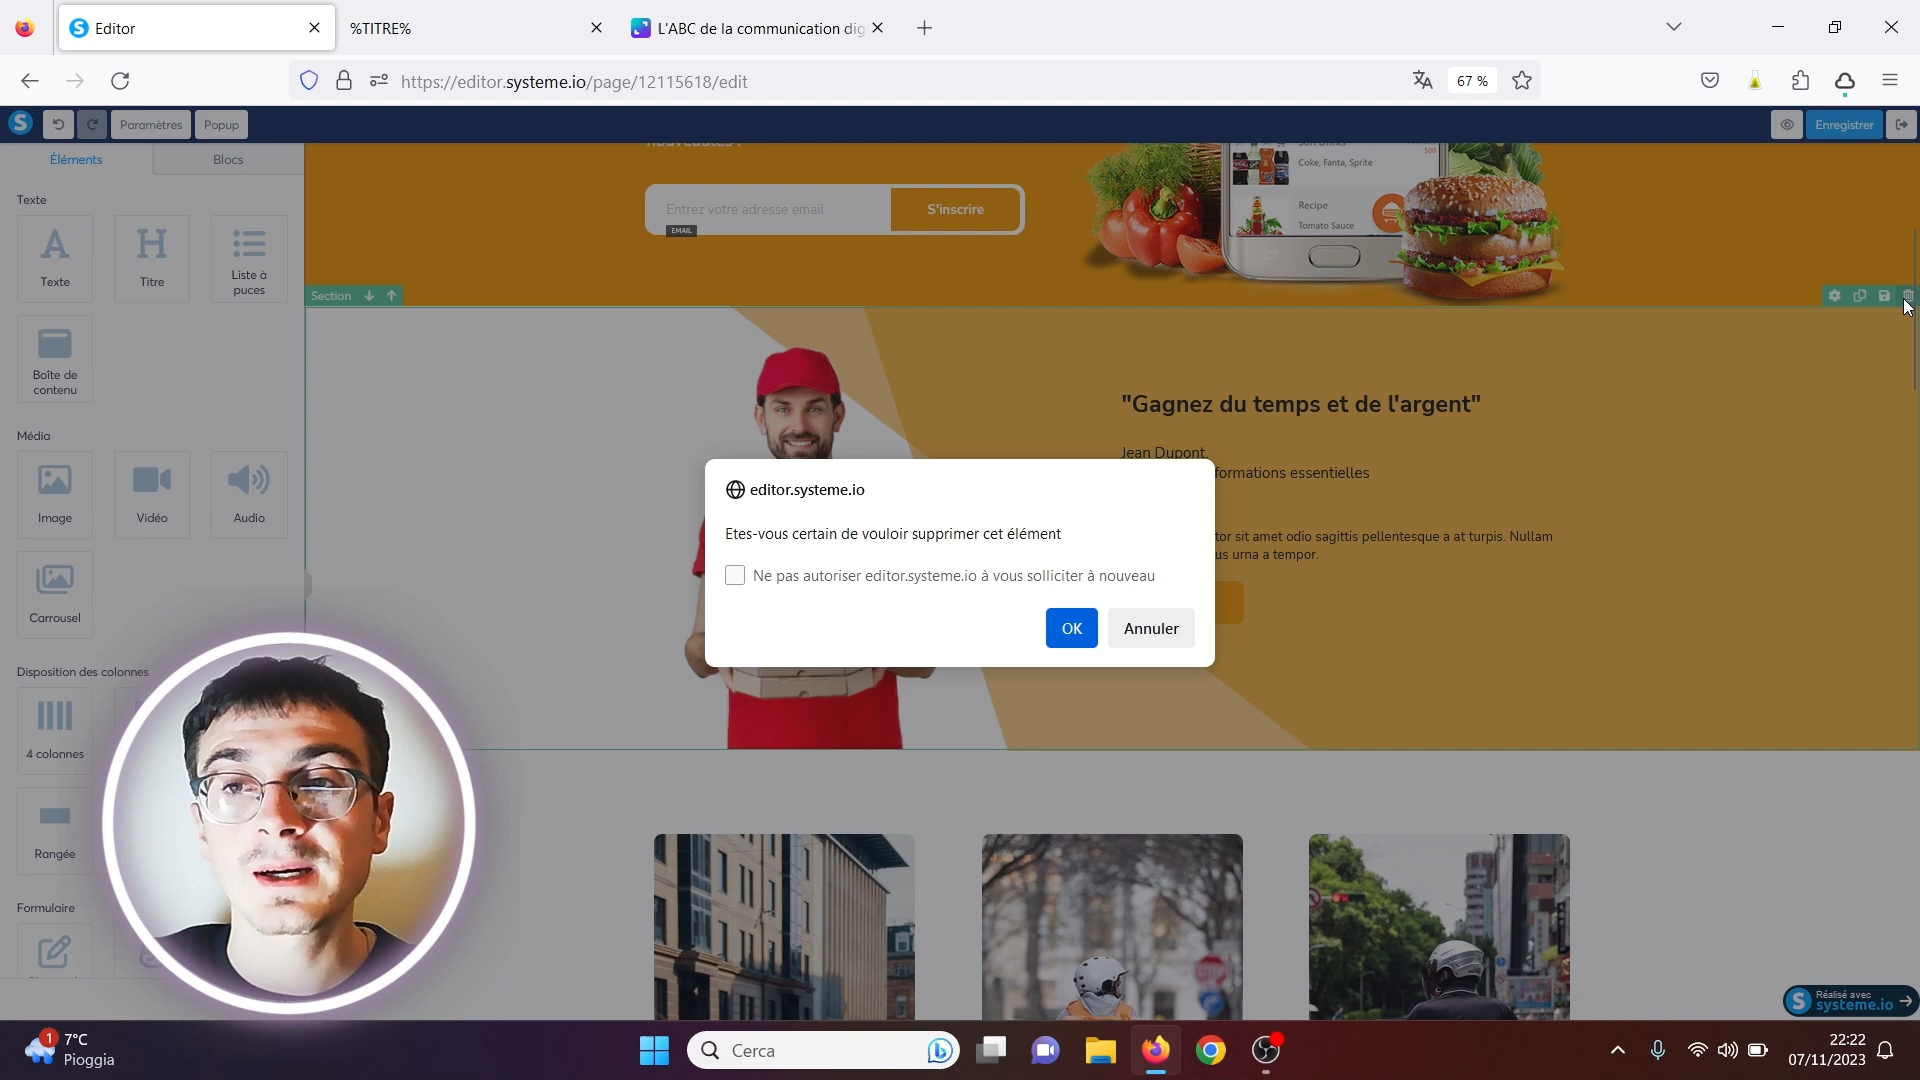 Editor
%TITRE%
L'ABC de la communication dig
https://editor.systeme.io/page/12115618/edit
67 %
Paramètres
Popup
Enregistrer
Éléments
Blocs
Texte
Texte
Titre
Liste à
puces
Boîte de
contenu
Média
Image
Vidéo
Audio
Carrousel
Disposition des colonnes
4 colonnes
Rangée
Formulaire
Entrez votre adresse email
EMAIL
S'inscrire
Coke, Fanta, Sprite
Recipe
Tomato Sauce
Section
"Gagnez du temps et de l'argent"
Jean Dupont,
formations essentielles
tor sit amet odio sagittis pellentesque a at turpis. Nullam
us urna a tempor.
editor.systeme.io
Etes-vous certain de vouloir supprimer cet élément
Ne pas autoriser editor.systeme.io à vous solliciter à nouveau
OK
Annuler
Réalisé avec
systeme.io
1
7°C
Pioggia
Cerca
22:22
07/11/2023